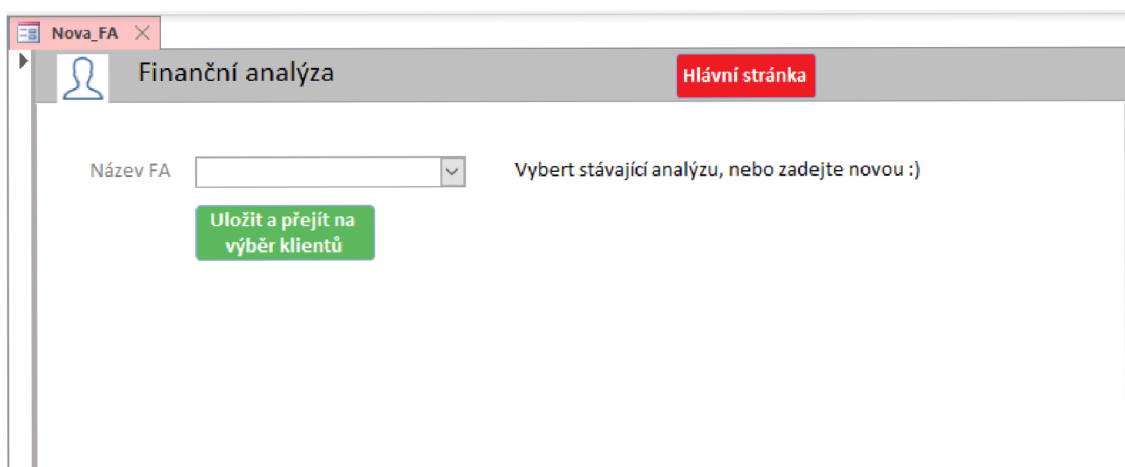 Nova_FA
Finanční analýza
Hlávní stránka
Název FA
Vybert stávající analýzu, nebo zadejte novou :)
Uložit a přejít na
výběr klientů